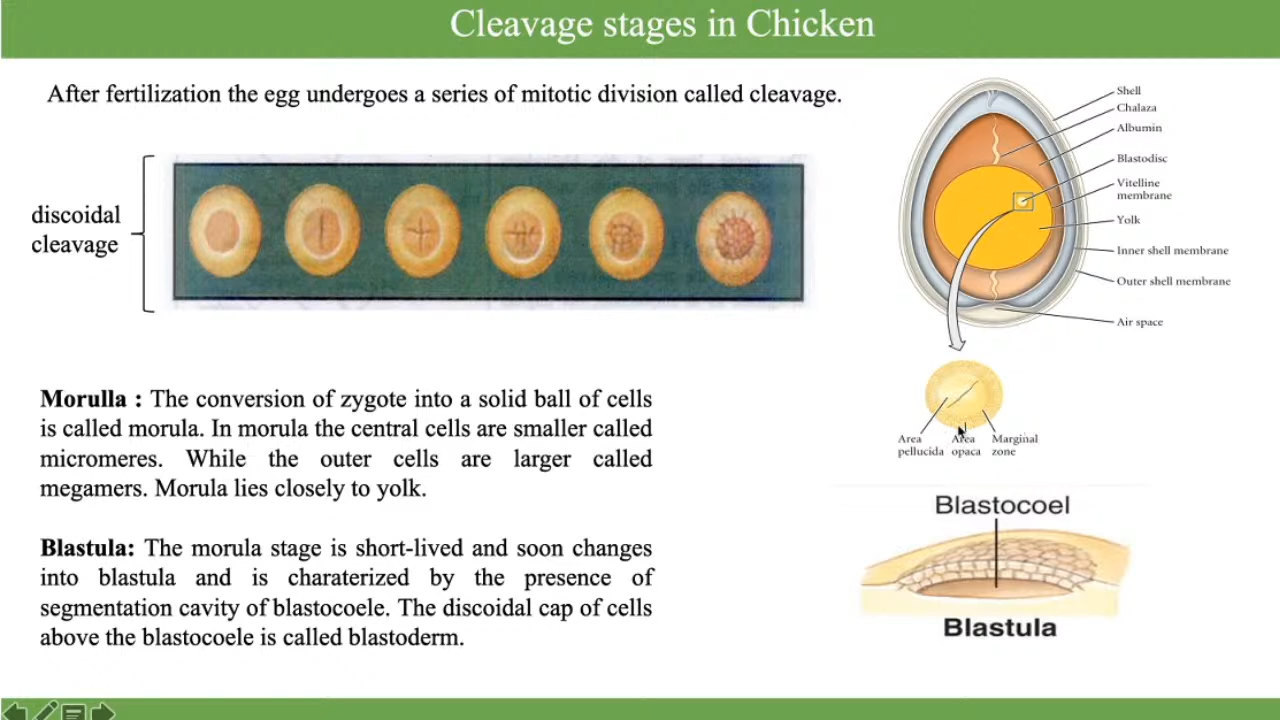 Cleavage stages in Chicken
After fertilization the egg undergoes a series of mitotic division called cleavage.
discoidal
cleavage
Shell
Chalaza
Albumin
Blastodisc
Vitelline
membrane
Yolk
Inner shell membrane
Outer shell membrane
Air space
Area
pellucida
Area
opaca
Marginal
zone
Morulla : The conversion of zygote into a solid ball of cells
is called morula. In morula the central cells are smaller called
micromeres. While the outer cells are larger called
megamers. Morula lies closely to yolk.
Blastula: The morula stage is short-lived and soon changes
into blastula and is charaterized by the presence of
segmentation cavity of blastocoele. The discoidal cap of cells
above the blastocoele is called blastoderm.
Blastocoel
Blastula